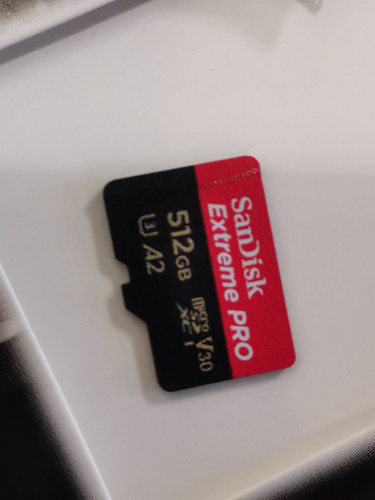 SanDisk
Extreme PRO
512GB micro SD XC I V30
U3 A2